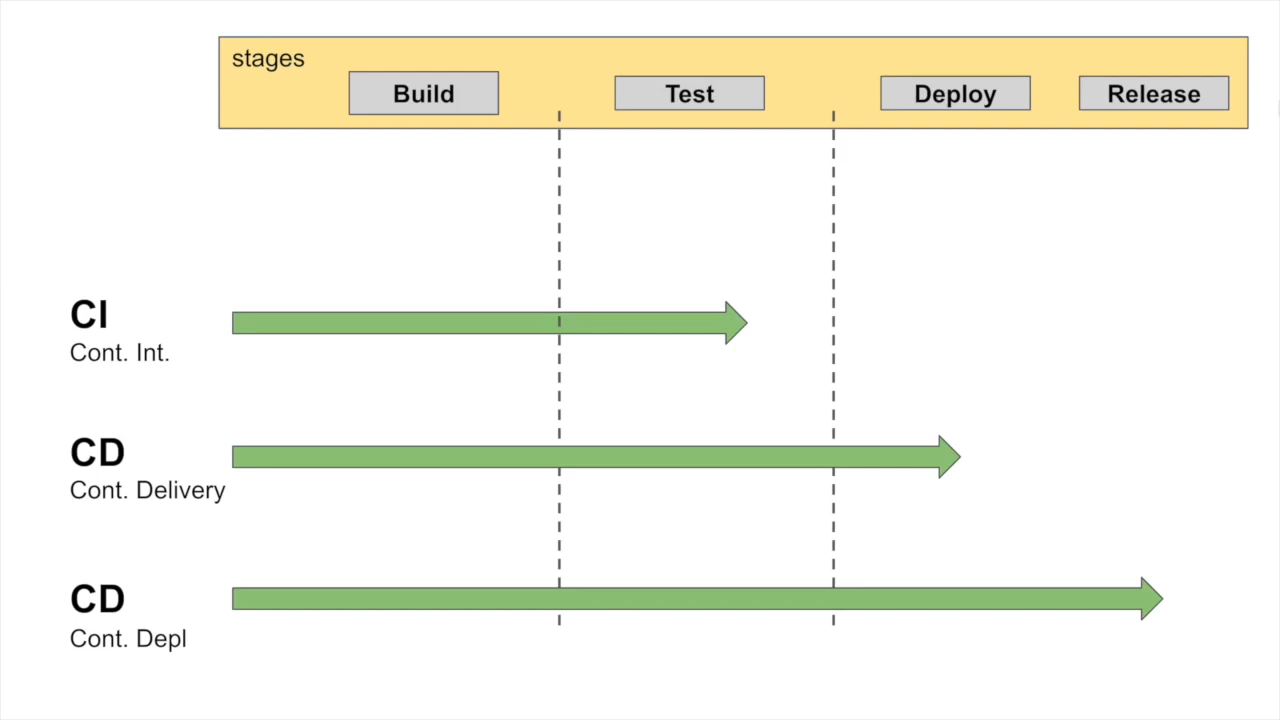 stages
Build
Test
Deploy
Release
CI
Cont. Int.
CD
Cont. Delivery
CD
Cont. Depl